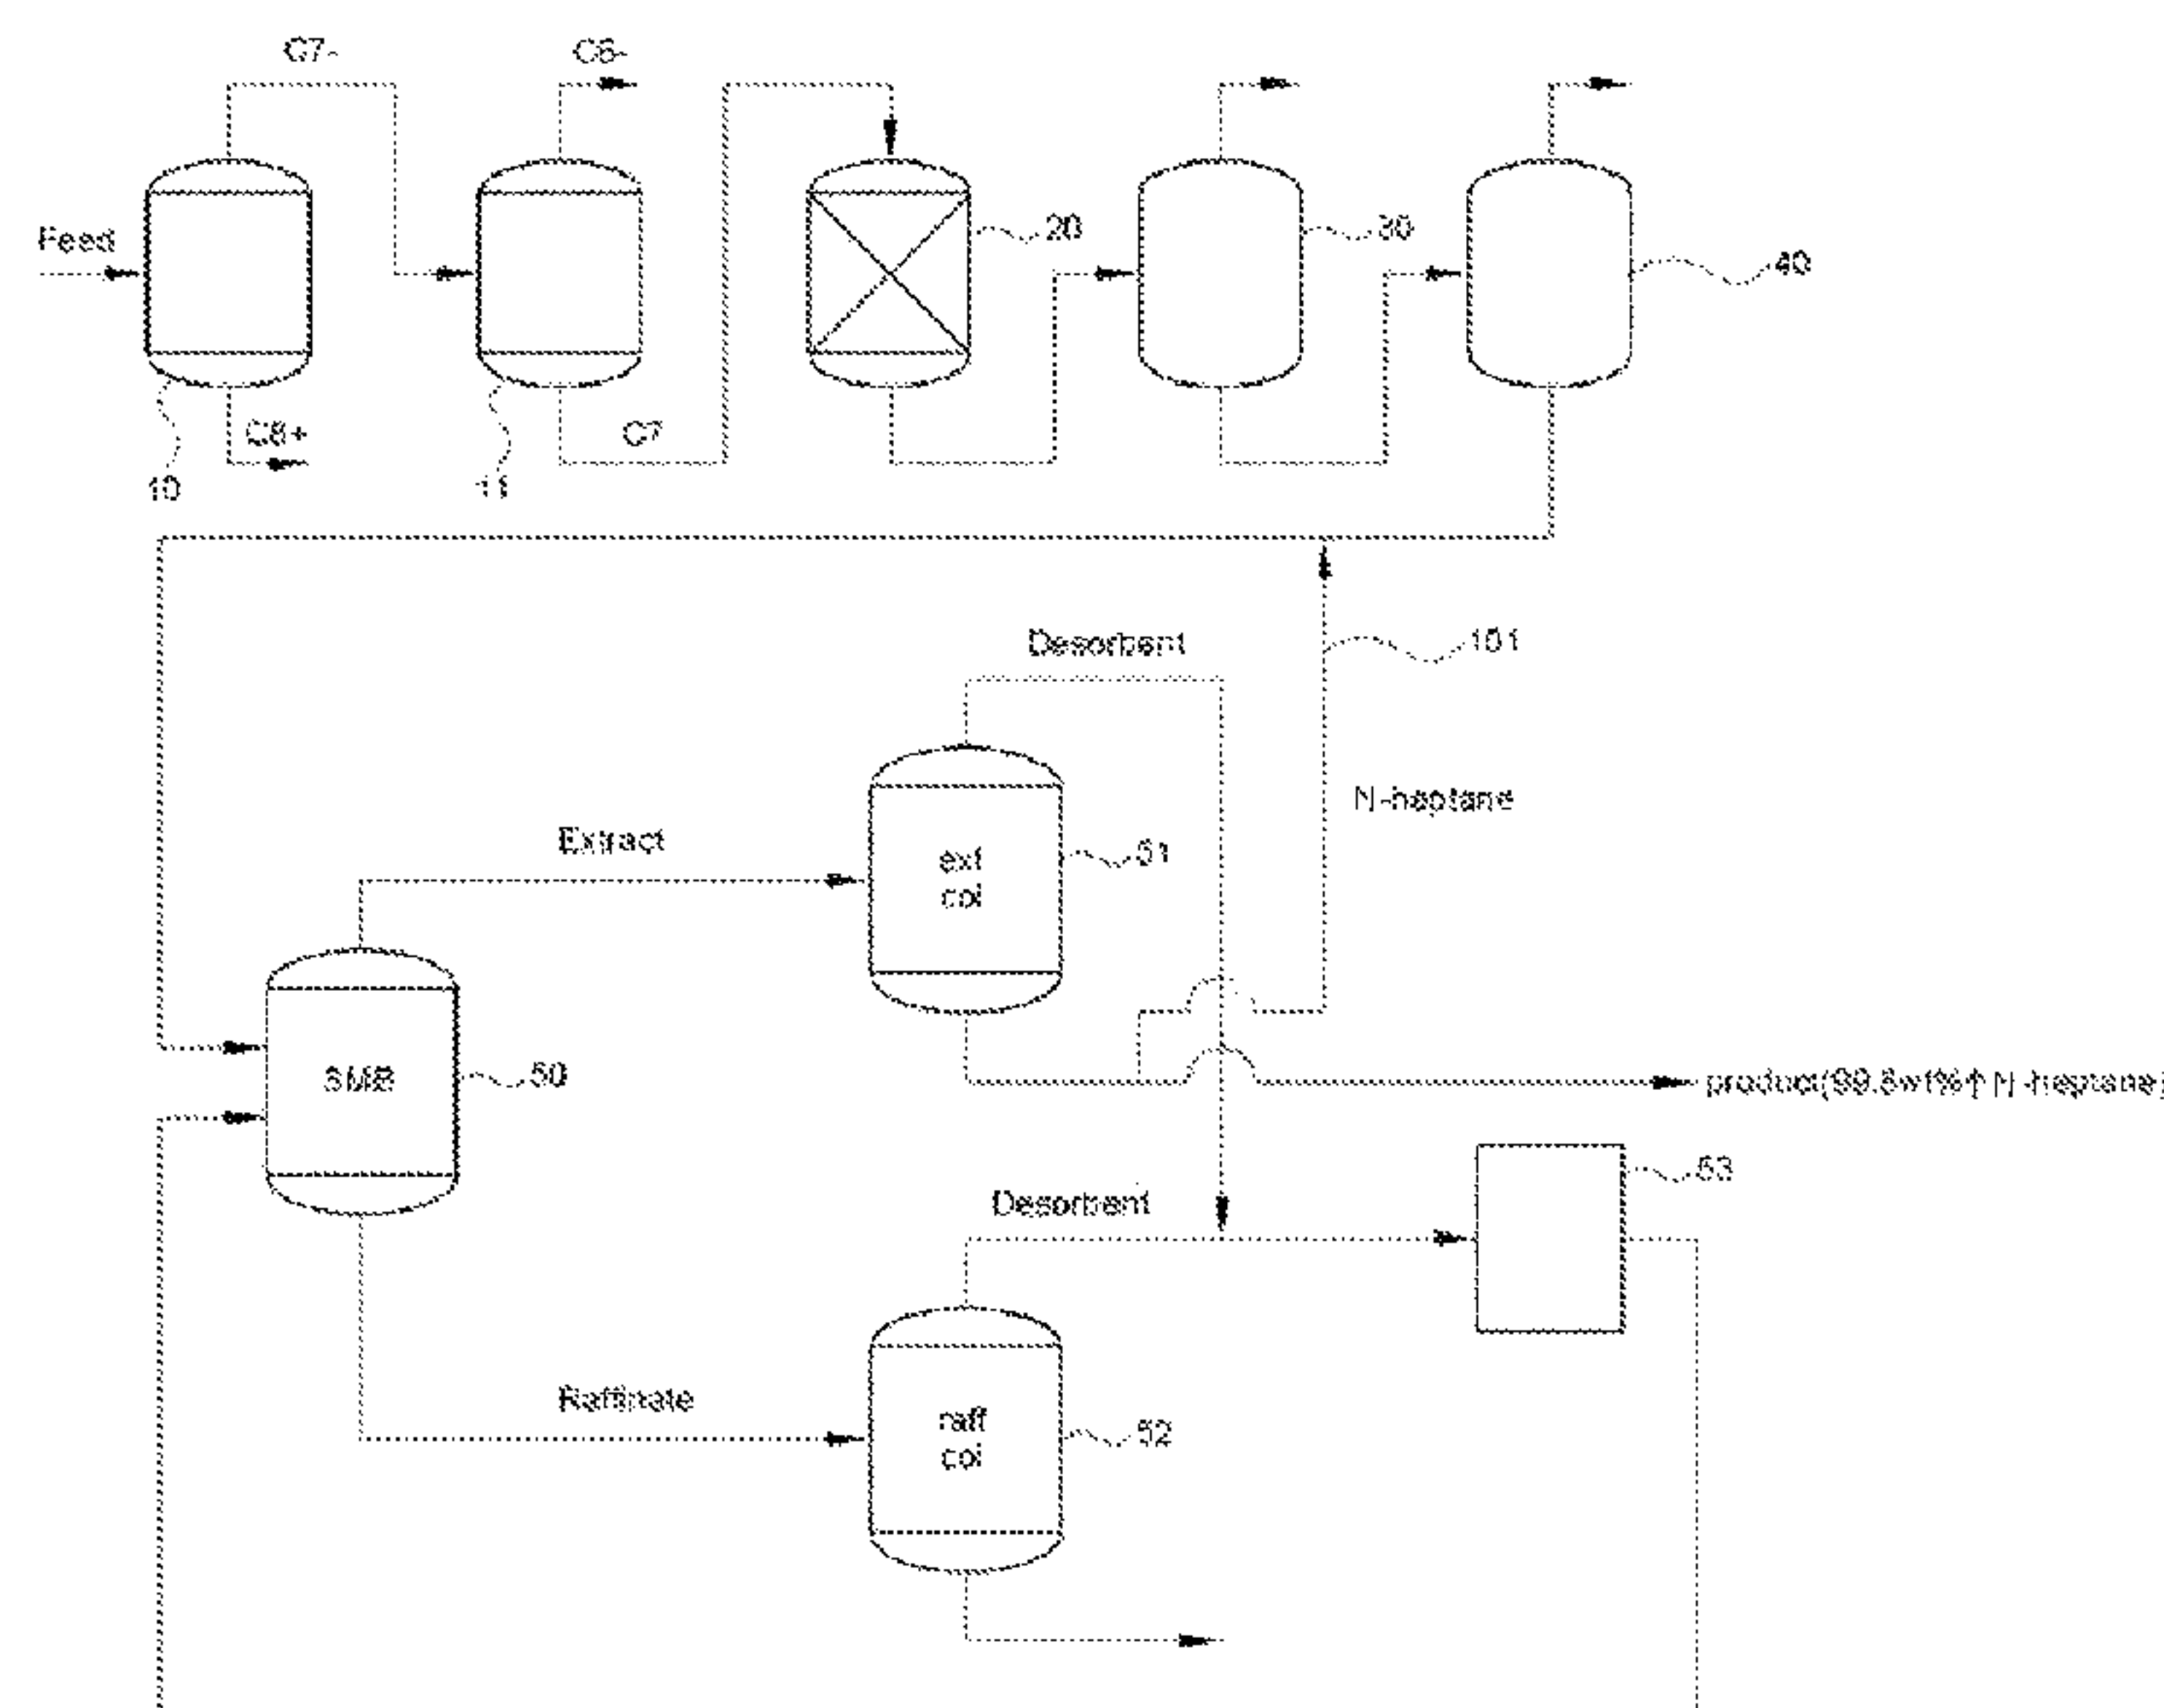 C7-
C6-
Feed
20
30
40
C8+
C7
10
11
Desorbent
101
N-heptane
Extract
ext
col
51
SMB
50
product(99.5wt%↑ N-heptane)
53
Desorbent
Raffinate
raff
col
52